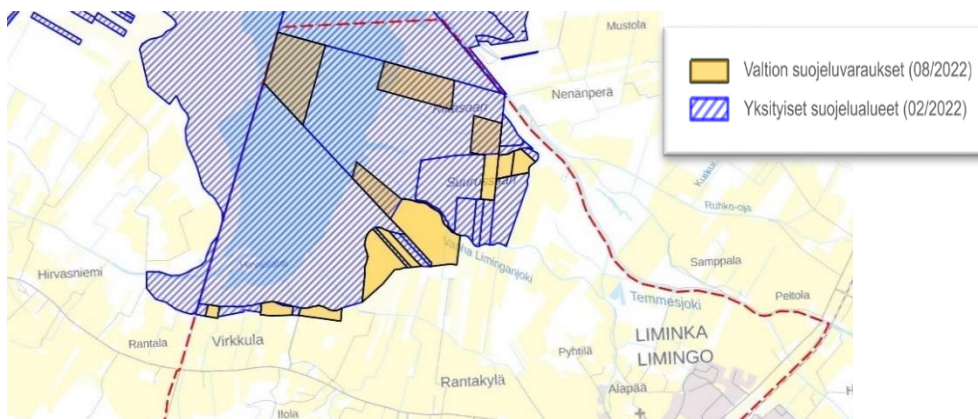 Mustola
Nenänperä
Valtion suojeluvaraukset (08/2022)
Yksityiset suojelualueet (02/2022)
Ruhko-oja
Vanha Liminganjoki
Samppala
Hirvasniemi
Temmesjoki
Peitola
Rantala
Virkkula
LIMINKA
LIMINGO
Pyhtilä
Rantakylä
Alapää
Ilola